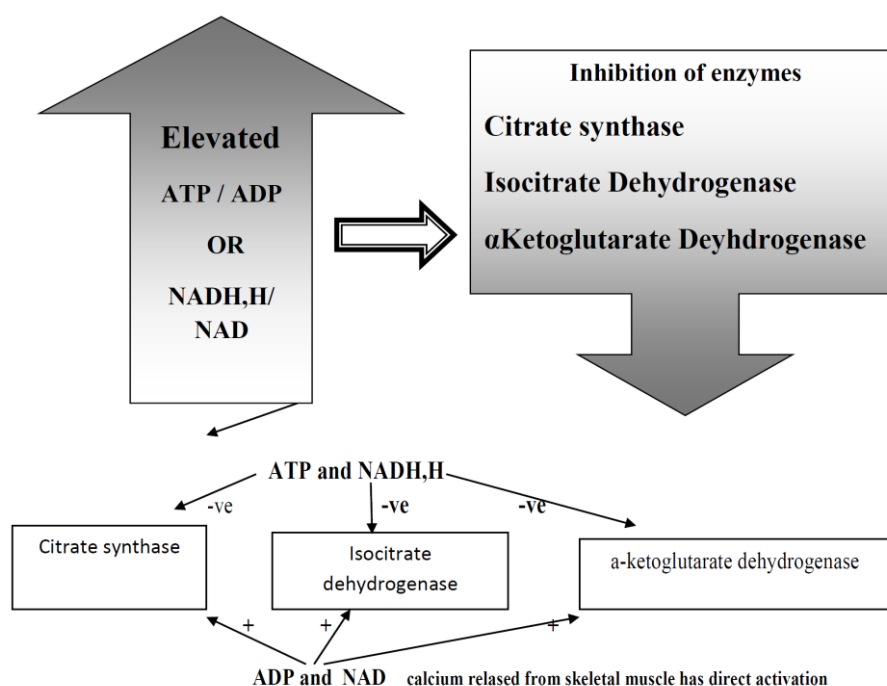 Elevated
ATP / ADP
OR
NADH,H/
NAD
Inhibition of enzymes
Citrate synthase
Isocitrate Dehydrogenase
αKetoglutarate Deyhdrogenase
ATP and NADH,H
-ve
-ve
-ve
Citrate synthase
Isocitrate
dehydrogenase
a-ketoglutarate dehydrogenase
+
+
+
ADP and NAD calcium relased from skeletal muscle has direct activation